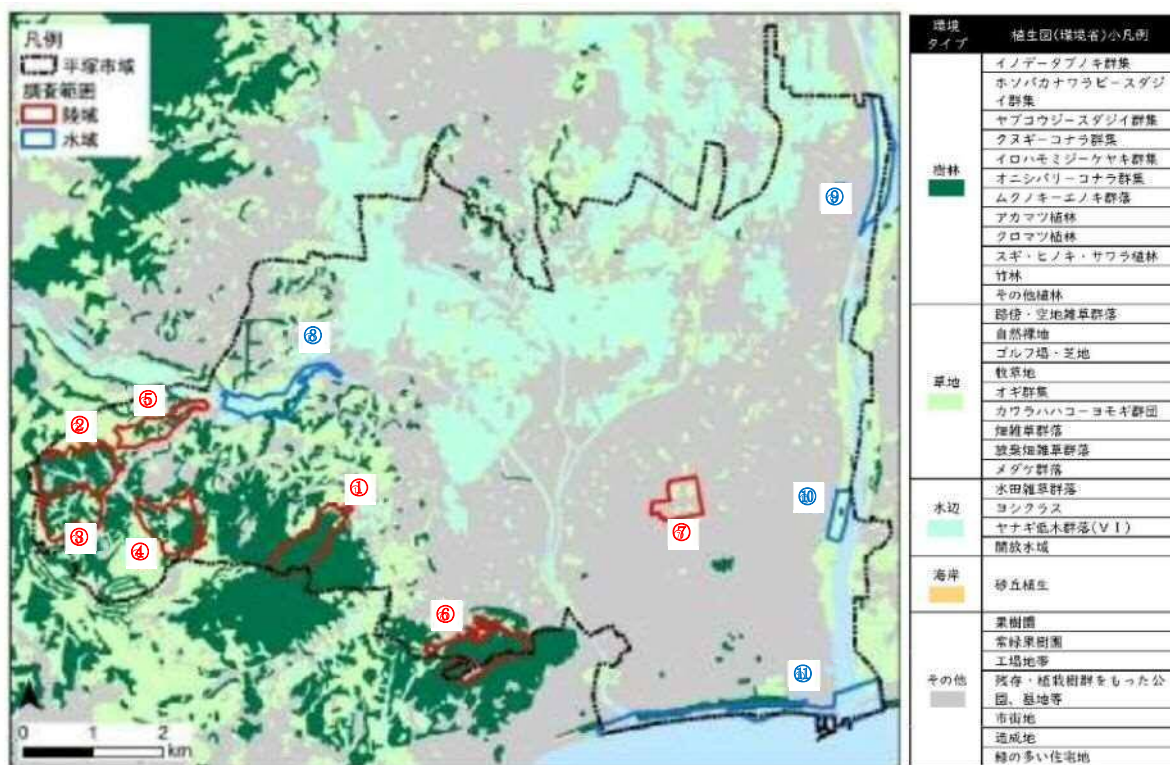 凡例
平塚市域
調査範囲
陸域
水域
⑨
⑧
⑤
②
①
⑩
③
④
⑦
⑥
⑪
0 1 2
km
環境
タイプ
植生図(環境省)小凡例
樹林
イノデータブノキ群集
ホソバカナワラビースダジ
イ群集
ヤブコウジースダジイ群集
クヌギーコナラ群集
イロハモミジーケヤキ群集
オニシバリーコナラ群集
ムクノキーエノキ群落
アカマツ植林
クロマツ植林
スギ・ヒノキ・サワラ植林
竹林
その他植林
草地
路傍・空地雑草群落
自然裸地
ゴルフ場・芝地
牧草地
オギ群集
カワラハハコーヨモギ群団
畑雑草群落
放棄畑雑草群落
メダケ群落
水辺
水田雑草群落
ヨシクラス
ヤナギ低木群落(ⅤⅠ)
開放水域
海岸
砂丘植生
その他
果樹園
常緑果樹園
工場地帯
残存・植栽樹群をもった公
園、墓地等
市街地
造成地
緑の多い住宅地